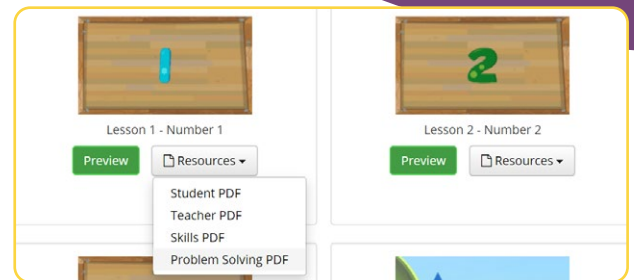 1
2
Lesson 1 - Number 1
Lesson 2 - Number 2
Preview
Resources
Preview
Resources
Student PDF
Teacher PDF
Skills PDF
Problem Solving PDF